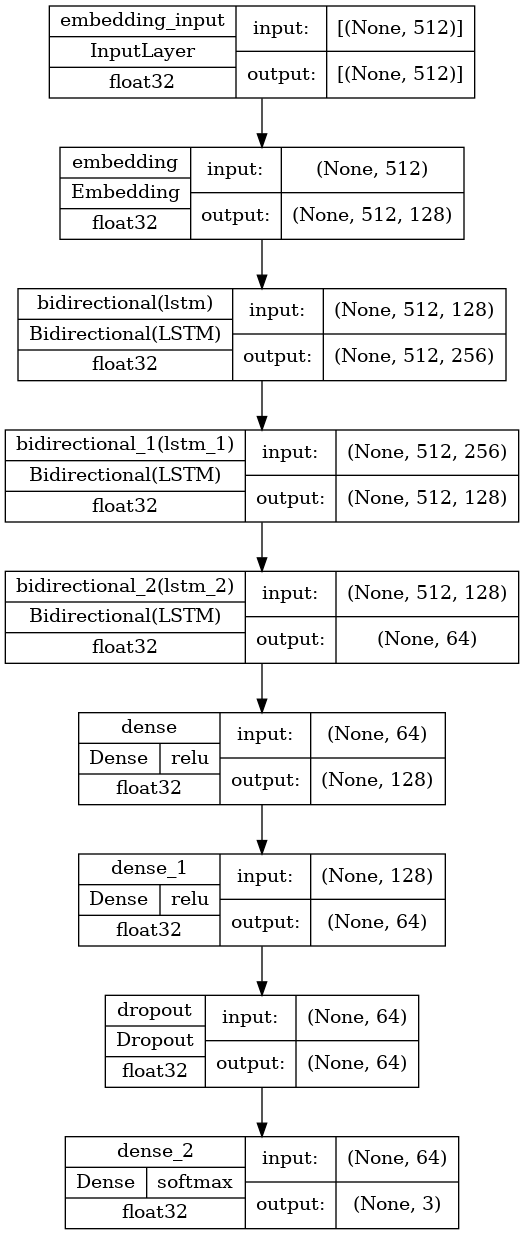 embedding_input
InputLayer
float32
input:
[(None, 512)]
output:
[(None, 512)]
embedding
Embedding
float32
input:
(None, 512)
output:
(None, 512, 128)
bidirectional(lstm)
Bidirectional(LSTM)
float32
input:
(None, 512, 128)
output:
(None, 512, 256)
bidirectional_1(lstm_1)
Bidirectional(LSTM)
float32
input:
(None, 512, 256)
output:
(None, 512, 128)
bidirectional_2(lstm_2)
Bidirectional(LSTM)
float32
input:
(None, 512, 128)
output:
(None, 64)
dense
Dense relu
float32
input:
(None, 64)
output:
(None, 128)
dense_1
Dense relu
float32
input:
(None, 128)
output:
(None, 64)
dropout
Dropout
float32
input:
(None, 64)
output:
(None, 64)
dense_2
Dense softmax
float32
input:
(None, 64)
output:
(None, 3)